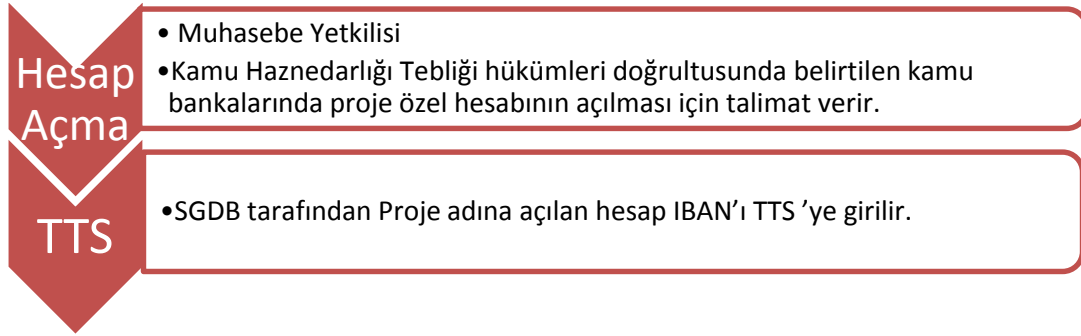 Hesap
Açma
• Muhasebe Yetkilisi
•Kamu Haznedarlığı Tebliği hükümleri doğrultusunda belirtilen kamu
bankalarında proje özel hesabının açılması için talimat verir.
TTS
•SGDB tarafından Proje adına açılan hesap IBAN’ı TTS ’ye girilir.